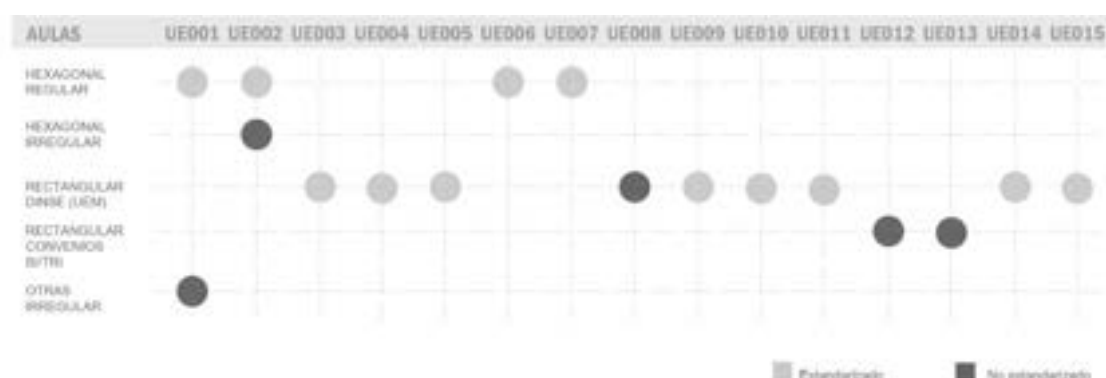 AULAS UE001 UE002 UE003 UE004 UE005 UE006 UE007 UE008 UE009 UE010 UE011 UE012 UE013 UE014 UE015
HEXAGONAL
REGULAR
HEXAGONAL
IRREGULAR
RECTANGULAR
DINSE (UEM)
RECTANGULAR
CONVENIOS
BI/TRI
OTRAS
IRREGULAR
Estandarizado No estandarizado